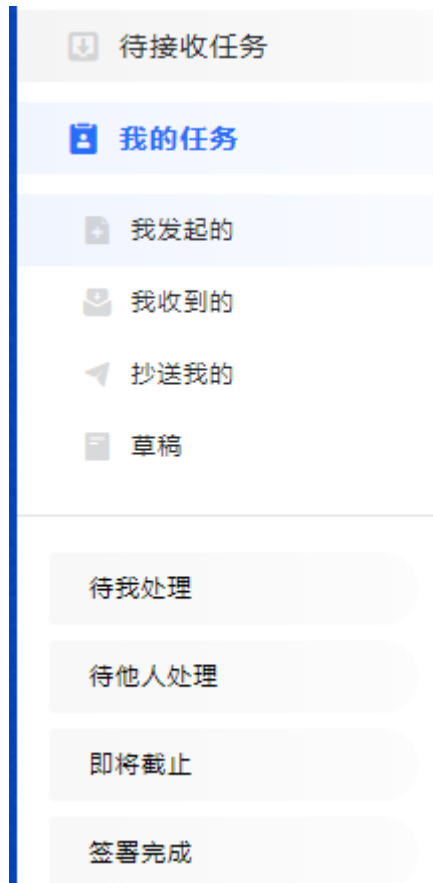 待接收任务
我的任务
我发起的
我收到的
抄送我的
草稿
待我处理
待他人处理
即将截止
签署完成